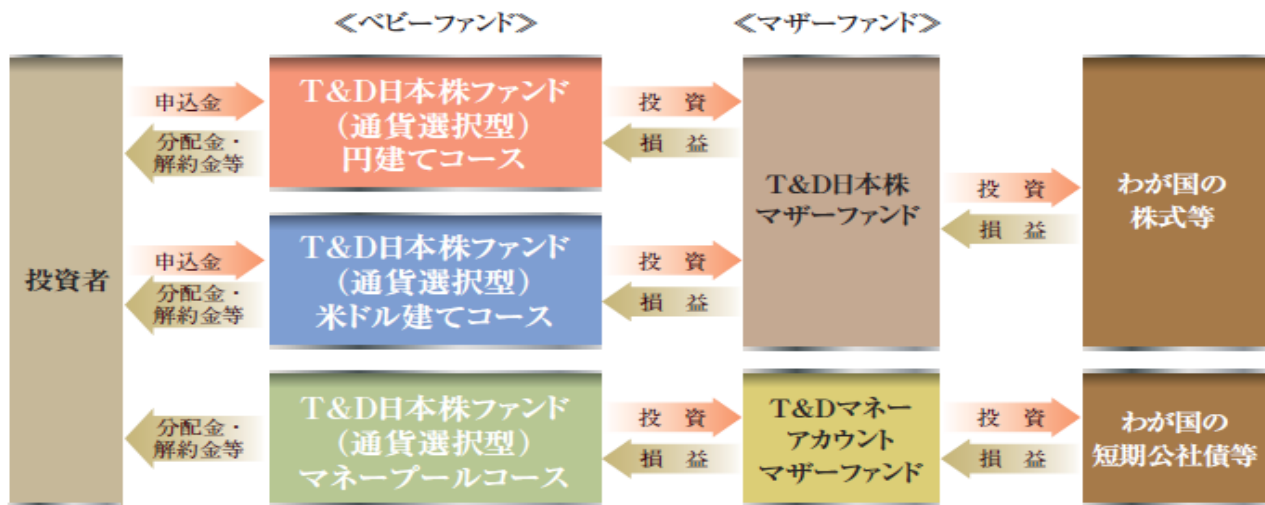 ≪ベビーファンド≫
≪マザーファンド≫
投資者
申込金
分配金・
解約金等
T&D日本株ファンド
(通貨選択型)
円建てコース
投 資
損 益
申込金
分配金・
解約金等
T&D日本株ファンド
(通貨選択型)
米ドル建てコース
投 資
損 益
T&D日本株
マザーファンド
投 資
損 益
わが国の
株式等
分配金・
解約金等
T&D日本株ファンド
(通貨選択型)
マネープールコース
投 資
損 益
T&Dマネー
アカウント
マザーファンド
投 資
損 益
わが国の
短期公社債等